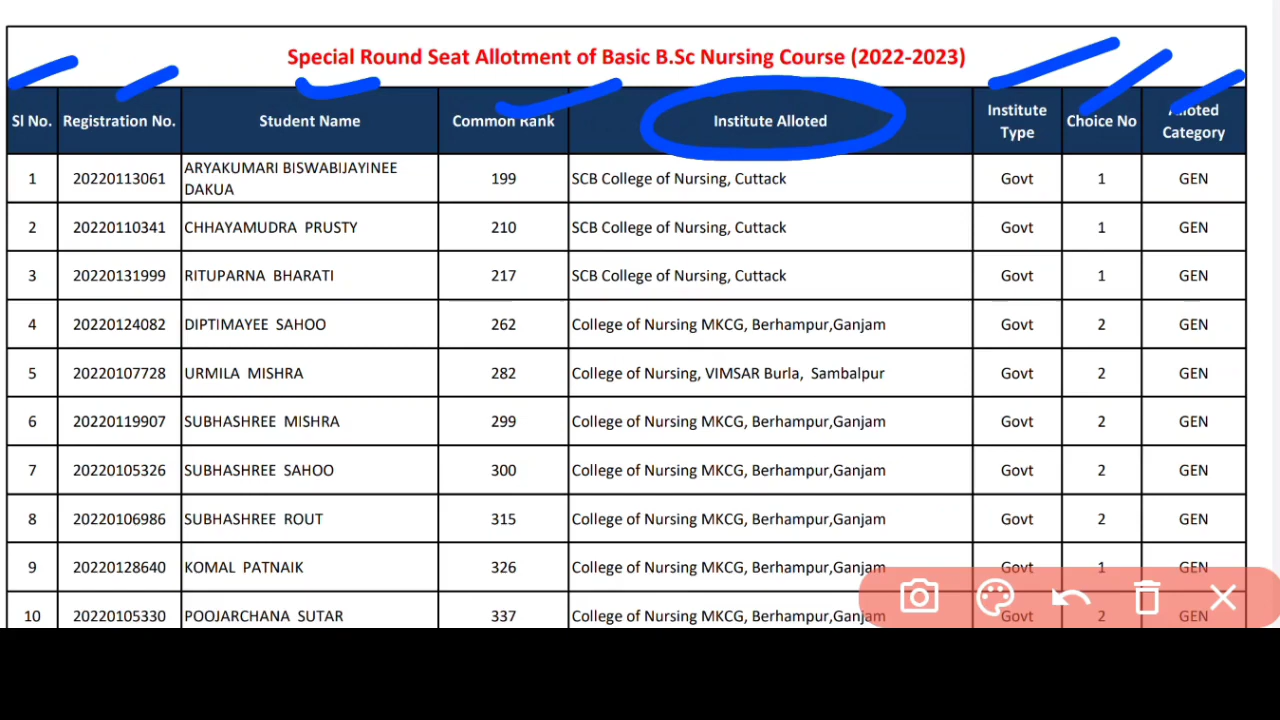 Special Round Seat Allotment of Basic B.Sc Nursing Course (2022-2023)
Sl No. Registration No. Student Name Common Rank Institute Alloted Institute Type Choice No Alloted Category
1 20220113061 ARYAKUMARI BISWABIJAYINEE DAKUA 199 SCB College of Nursing, Cuttack Govt 1 GEN
2 20220110341 CHHAYAMUDRA PRUSTY 210 SCB College of Nursing, Cuttack Govt 1 GEN
3 20220131999 RITUPARNA BHARATI 217 SCB College of Nursing, Cuttack Govt 1 GEN
4 20220124082 DIPTIMAYEE SAHOO 262 College of Nursing MKCG, Berhampur,Ganjam Govt 2 GEN
5 20220107728 URMILA MISHRA 282 College of Nursing, VIMSAR Burla, Sambalpur Govt 2 GEN
6 20220119907 SUBHASHREE MISHRA 299 College of Nursing MKCG, Berhampur,Ganjam Govt 2 GEN
7 20220105326 SUBHASHREE SAHOO 300 College of Nursing MKCG, Berhampur,Ganjam Govt 2 GEN
8 20220106986 SUBHASHREE ROUT 315 College of Nursing MKCG, Berhampur,Ganjam Govt 2 GEN
9 20220128640 KOMAL PATNAIK 326 College of Nursing MKCG, Berhampur,Ganjam Govt 1 GEN
10 20220105330 POOJARCHANA SUTAR 337 College of Nursing MKCG, Berhampur,Ganjam Govt 2 GEN